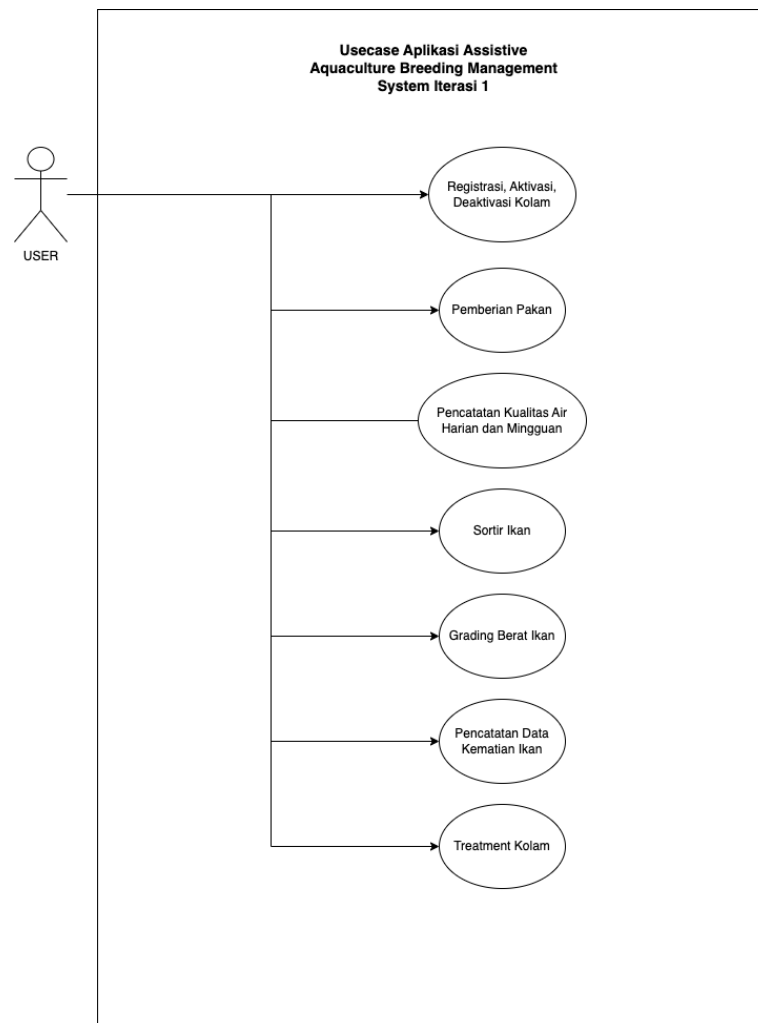 Usecase Aplikasi Assistive
Aquaculture Breeding Management
System Iterasi 1
USER
Registrasi, Aktivasi,
Deaktivasi Kolam
Pemberian Pakan
Pencatatan Kualitas Air
Harian dan Mingguan
Sortir Ikan
Grading Berat Ikan
Pencatatan Data
Kematian Ikan
Treatment Kolam